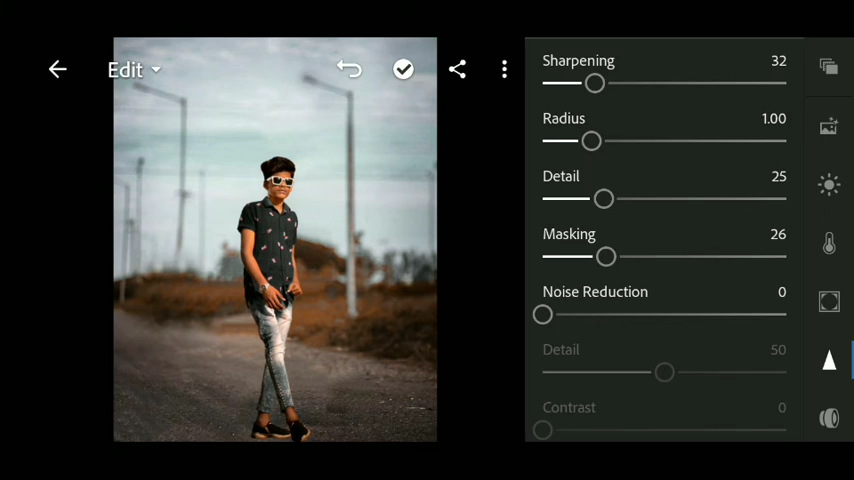 Edit
Sharpening 32
Radius 1.00
Detail 25
Masking 26
Noise Reduction 0
Detail 50
Contrast 0